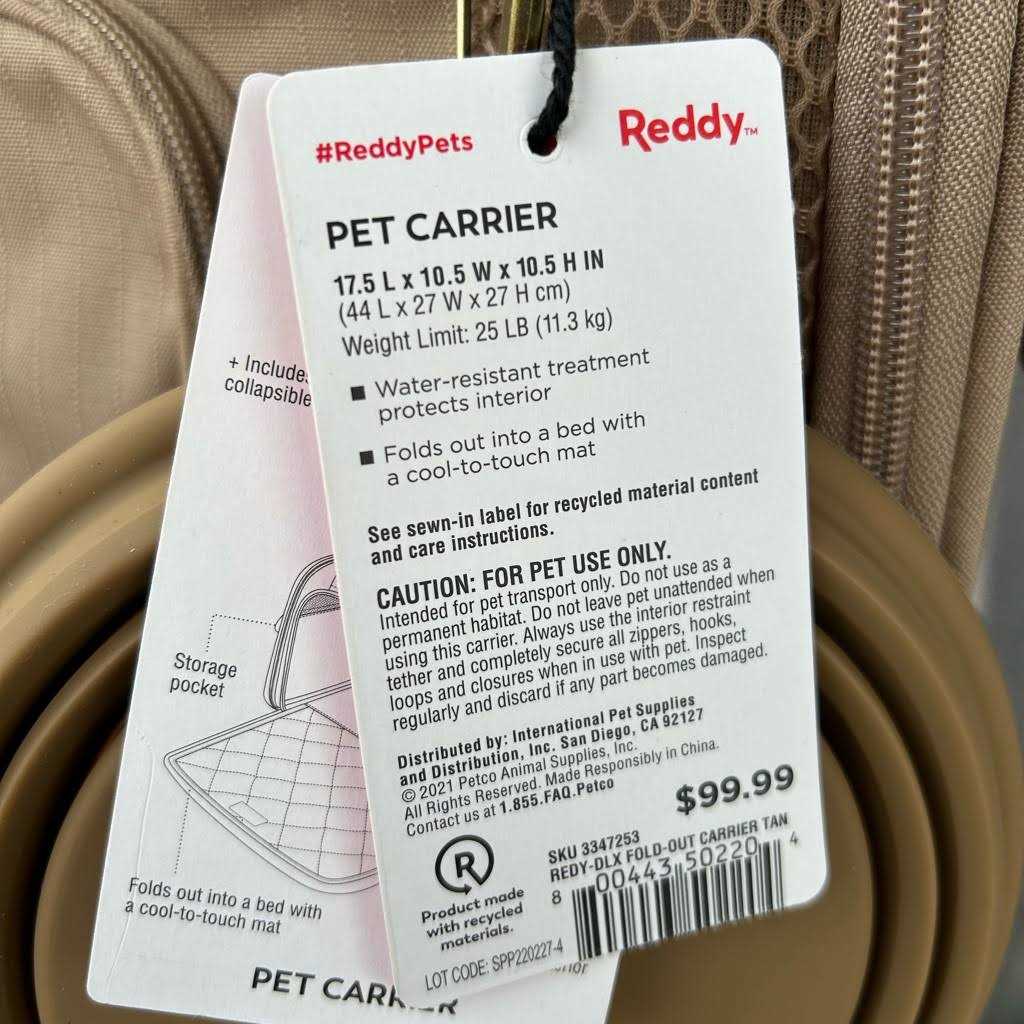 #ReddyPets
Reddy™
PET CARRIER
17.5 L x 10.5 W x 10.5 H IN
(44 L x 27 W x 27 H cm)
Weight Limit: 25 LB (11.3 kg)
■ Water-resistant treatment
protects interior
■ Folds out into a bed with
a cool-to-touch mat
See sewn-in label for recycled material content
and care instructions.
CAUTION: FOR PET USE ONLY.
Intended for pet transport only. Do not use as a
permanent habitat. Do not leave pet unattended when
using this carrier. Always use the interior restraint
tether and completely secure all zippers, hooks,
loops and closures when in use with pet. Inspect
regularly and discard if any part becomes damaged.
Distributed by: International Pet Supplies
and Distribution, Inc. San Diego, CA 92127
© 2021 Petco Animal Supplies, Inc.
All Rights Reserved. Made Responsibly in China.
Contact us at 1.855.FAQ.Petco
$99.99
R
Product made
with recycled
materials.
SKU 3347253
REDY-DLX FOLD-OUT CARRIER TAN
8 00443 50220 4
LOT CODE: SPP220227-4
+ Includes
collapsible
Storage
pocket
Folds out into a bed with
a cool-to-touch mat
PET CARRIER